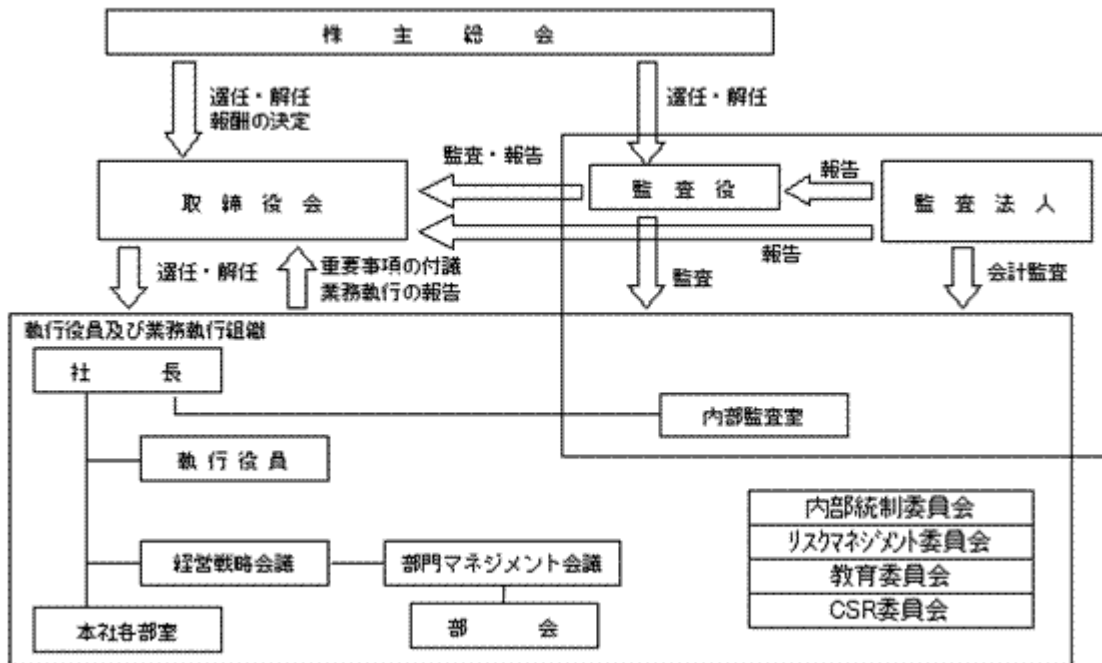 株主総会
選任・解任
報酬の決定
選任・解任
監査・報告
報告
取締役会
監査役
監査法人
報告
選任・解任
重要事項の付議
業務執行の報告
監査
会計監査
執行役員及び業務執行組織
社長
内部監査室
執行役員
内部統制委員会
リスクマネジメント委員会
教育委員会
CSR委員会
経営戦略会議
部門マネジメント会議
本社各部室
部会